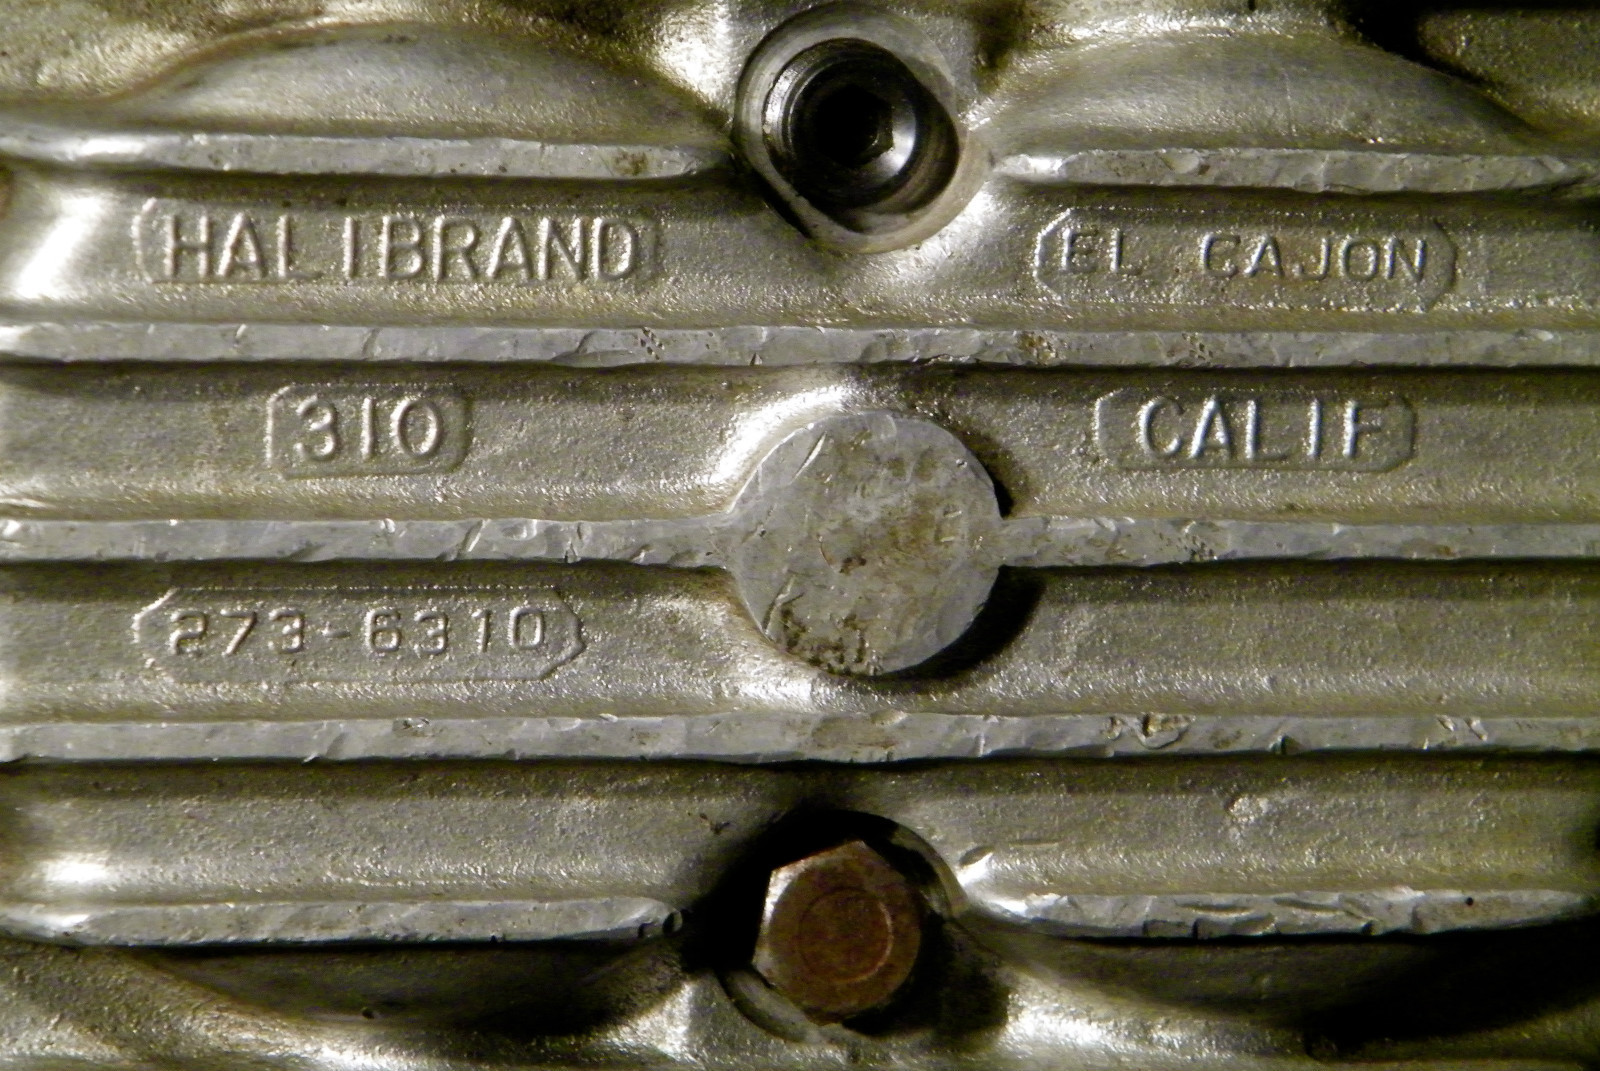 HALIBRAND
EL CAJON
310
CALIF
273-6310